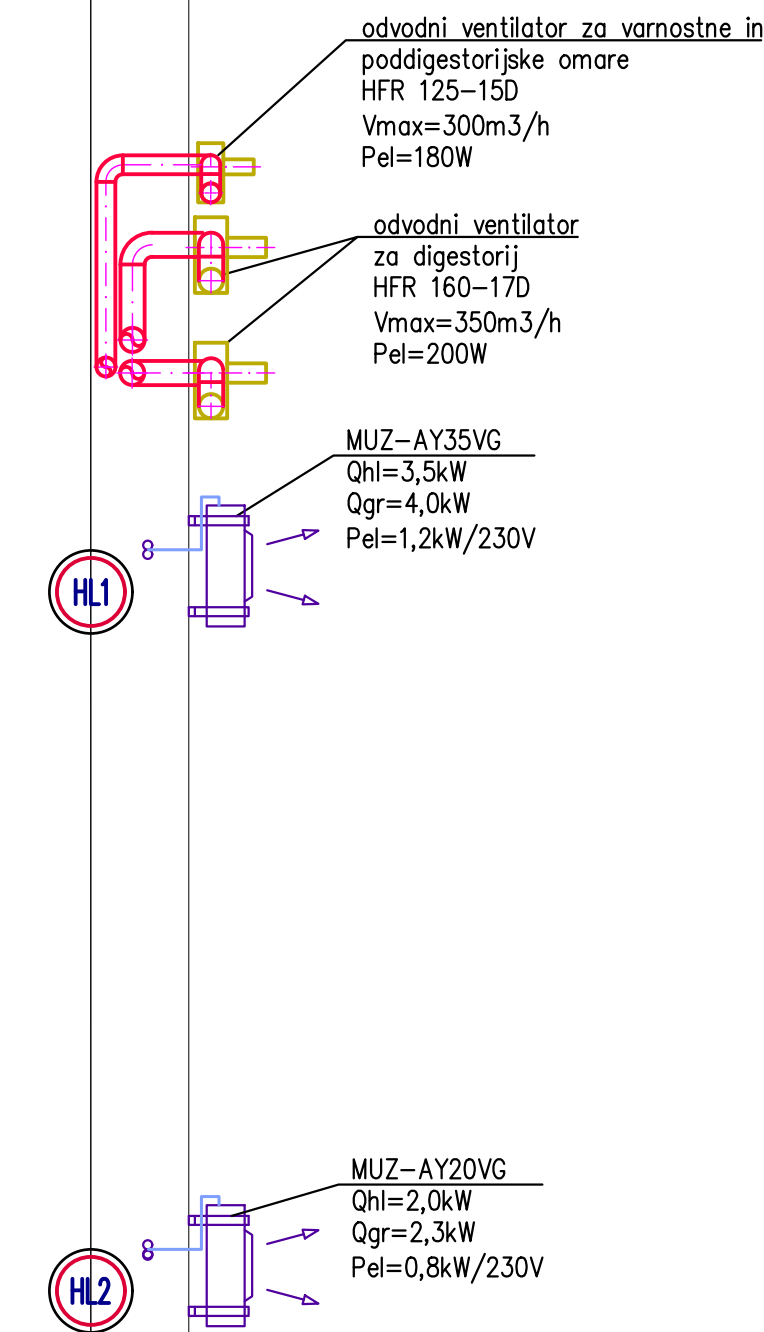 odvodni ventilator za varnostne in
poddigestorijske omare
HFR 125-15D
Vmax=300m3/h
Pel=180W
odvodni ventilator
za digestorij
HFR 160-17D
Vmax=350m3/h
Pel=200W
MUZ-AY35VG
Qhl=3,5kW
Qgr=4,0kW
Pel=1,2kW/230V
HL1
MUZ-AY20VG
Qhl=2,0kW
Qgr=2,3kW
Pel=0,8kW/230V
HL2